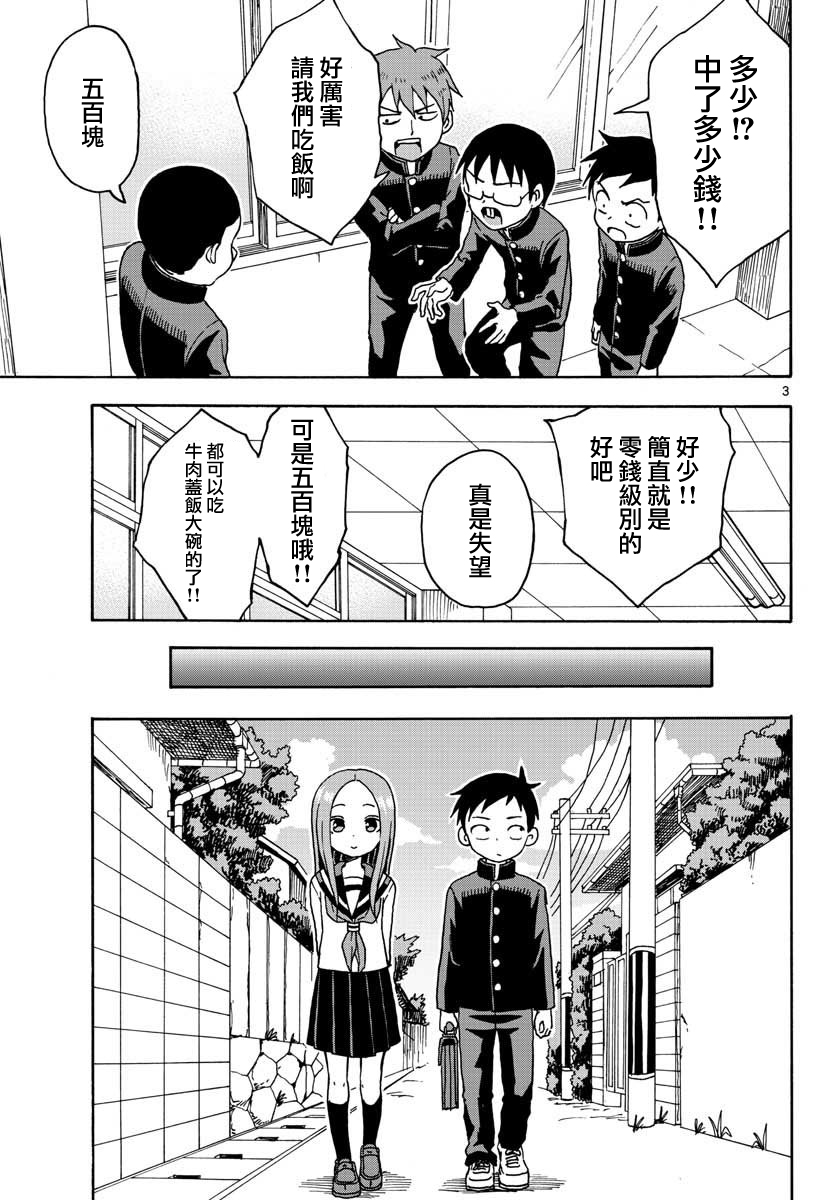 多少!?
中了多少錢!!
好厲害
請我們吃飯啊
五百塊
3
好少!!
簡直就是
零錢級別的
好吧
真是失望
可是五百塊哦!!
都可以吃
牛肉蓋飯大碗的了!!